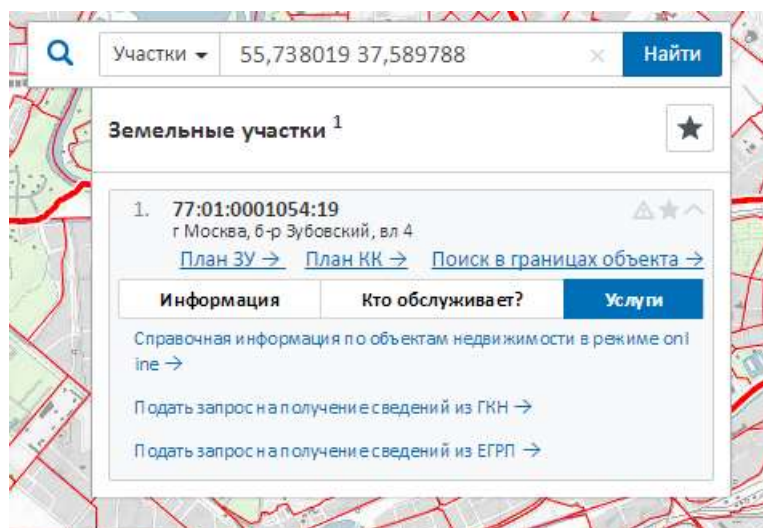 Участки 55,738019 37,589788 × Найти
Земельные участки 1
1. 77:01:0001054:19
г Москва, б-р Зубовский, вл 4
План ЗУ → План КК → Поиск в границах объекта →
Информация Кто обслуживает? Услуги
Справочная информация по объектам недвижимости в режиме onl
ine →
Подать запрос на получение сведений из ГКН →
Подать запрос на получение сведений из ЕГРП →